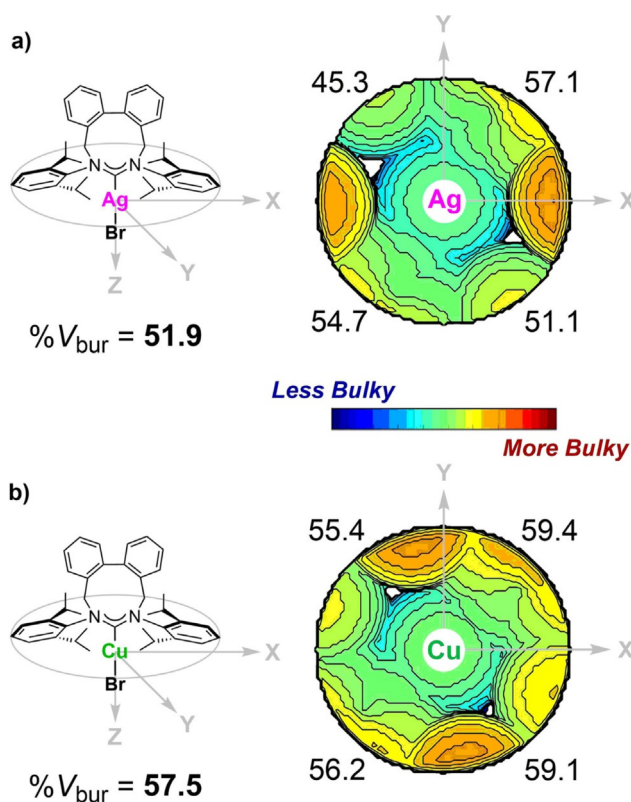 a)
N N
Ag
Br
X
Y
Z
%Vbur = 51.9
Y
45.3 57.1
Ag
X
54.7 51.1
Less Bulky
More Bulky
b)
N N
Cu
Br
X
Y
Z
%Vbur = 57.5
Y
55.4 59.4
Cu
X
56.2 59.1